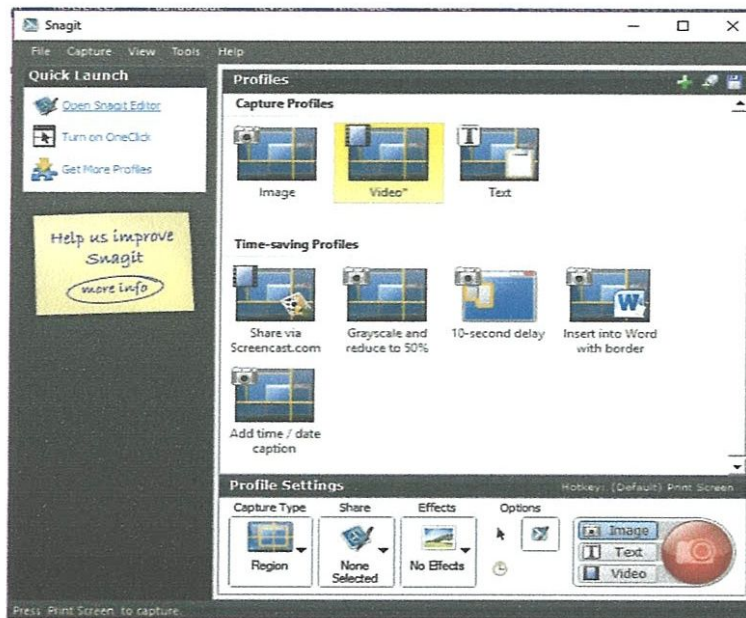 Snagit
File Capture View Tools Help
Quick Launch
Open Snagit Editor
Turn on OneClick
Get More Profiles
Help us improve
Snagit
more info
Profiles
Capture Profiles
Image
Video*
Text
Time-saving Profiles
Share via
Screencast.com
Grayscale and
reduce to 50%
10-second delay
Insert into Word
with border
Add time / date
caption
Profile Settings
Hotkey: (Default) Print Screen
Capture Type
Share
Effects
Options
Region
None
Selected
No Effects
Image
Text
Video
Press Print Screen to capture.